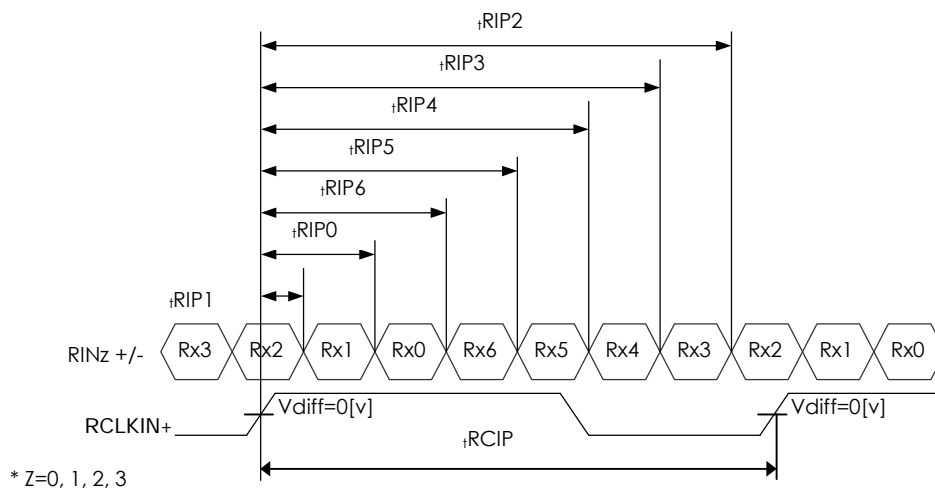 tRIP2
tRIP3
tRIP4
tRIP5
tRIP6
tRIP0
tRIP1
RINz +/- Rx3 Rx2 Rx1 Rx0 Rx6 Rx5 Rx4 Rx3 Rx2 Rx1 Rx0
RCLKIN+ Vdiff=0[v] Vdiff=0[v]
tRCIP
* Z=0, 1, 2, 3